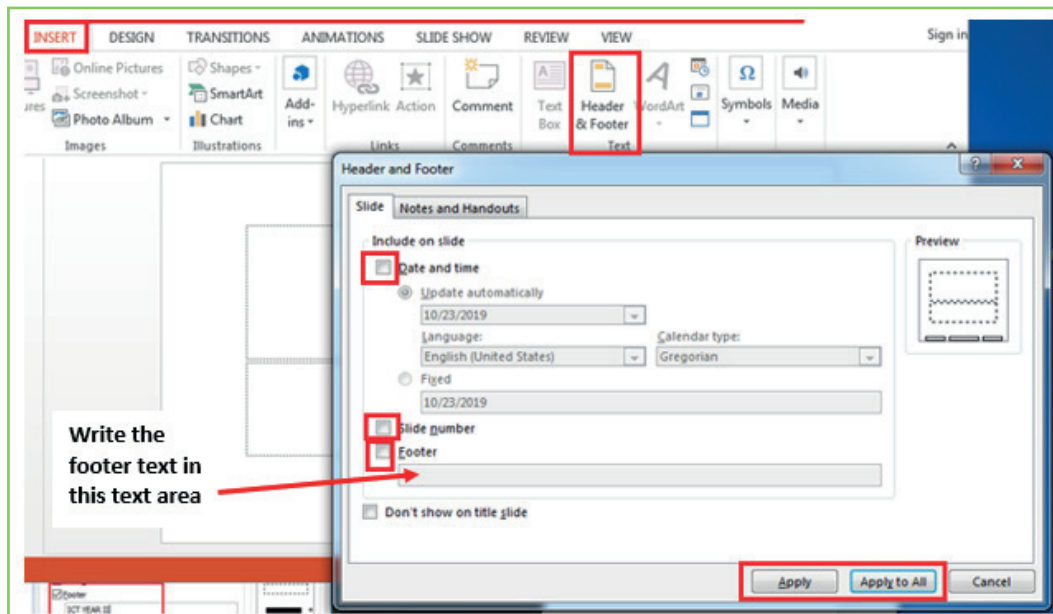 INSERT DESIGN TRANSITIONS ANIMATIONS SLIDE SHOW REVIEW VIEW Sign in
Online Pictures Shapes
Screenshot SmartArt Add-ins Hyperlink Action Comment Text Box Header & Footer WordArt Symbols Media
Photo Album Chart
Images Illustrations Links Comments Text
Header and Footer
Slide Notes and Handouts
Include on slide Preview
Date and time
Update automatically
10/23/2019
Language: Calendar type:
English (United States) Gregorian
Fixed
10/23/2019
Slide number
Footer
Write the
footer text in
this text area
Don't show on title slide
Apply Apply to All Cancel
Footer
ICT YEAR II